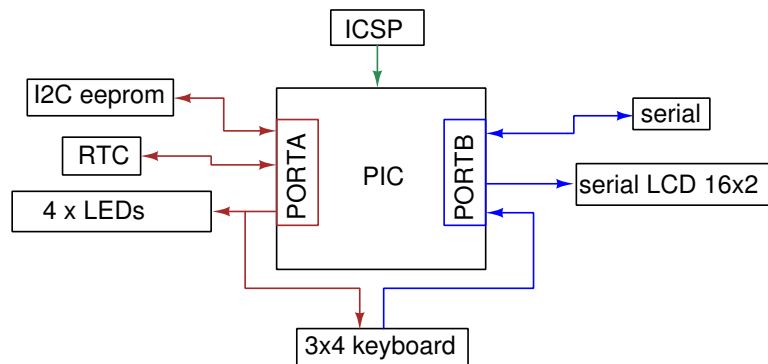 ICSP
I2C eeprom
RTC
4 x LEDs
PORTA
PIC
PORTB
serial
serial LCD 16x2
3x4 keyboard